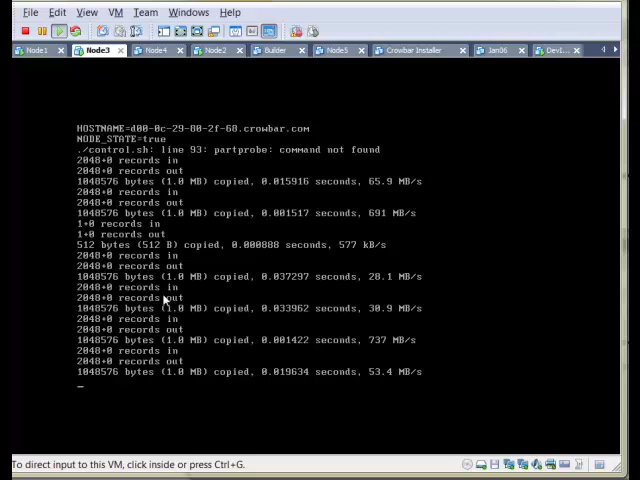 File Edit View VM Team Windows Help
Node1 Node3 Node4 Node2 Builder Node5 Crowbar Installer Jan06 DevI...
HOSTNAME=d00-0c-29-80-2f-68.crowbar.com
NODE_STATE=true
./control.sh: line 93: partprobe: command not found
2048+0 records in
2048+0 records out
1048576 bytes (1.0 MB) copied, 0.015916 seconds, 65.9 MB/s
2048+0 records in
2048+0 records out
1048576 bytes (1.0 MB) copied, 0.001517 seconds, 691 MB/s
1+0 records in
1+0 records out
512 bytes (512 B) copied, 0.000888 seconds, 577 kB/s
2048+0 records in
2048+0 records out
1048576 bytes (1.0 MB) copied, 0.037297 seconds, 28.1 MB/s
2048+0 records in
2048+0 records out
1048576 bytes (1.0 MB) copied, 0.033962 seconds, 30.9 MB/s
2048+0 records in
2048+0 records out
1048576 bytes (1.0 MB) copied, 0.001422 seconds, 737 MB/s
2048+0 records in
2048+0 records out
1048576 bytes (1.0 MB) copied, 0.019634 seconds, 53.4 MB/s
_
To direct input to this VM, click inside or press Ctrl+G.